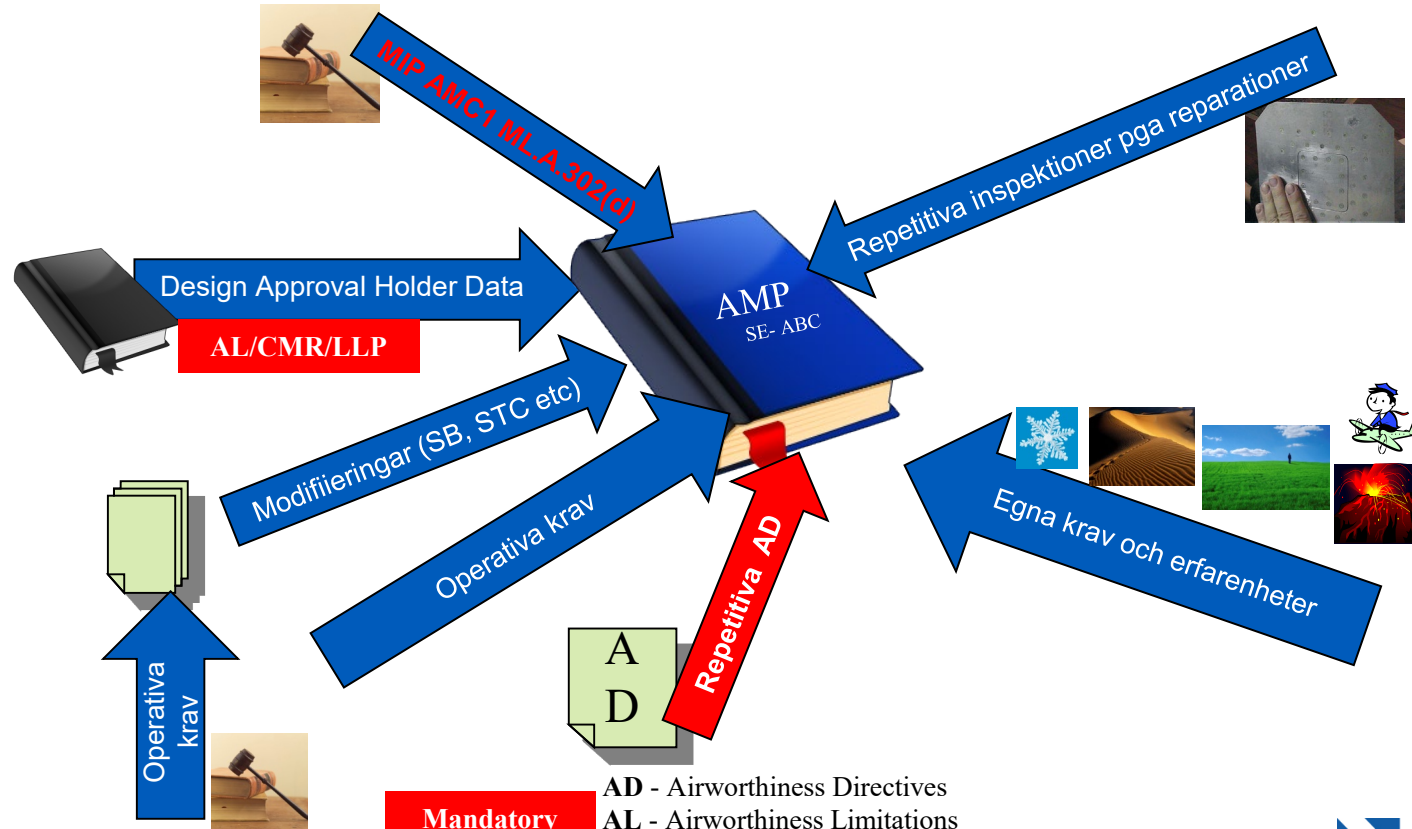 MIP AMC1 ML.A.302(d)
Repetitiva inspektioner pga reparationer
Design Approval Holder Data
AL/CMR/LLP
AMP
SE- ABC
Modifiieringar (SB, STC etc)
Operativa krav
Egna krav och erfarenheter
Repetitiva AD
A
D
Operativa
krav
Mandatory
AD - Airworthiness Directives
AL - Airworthiness Limitations